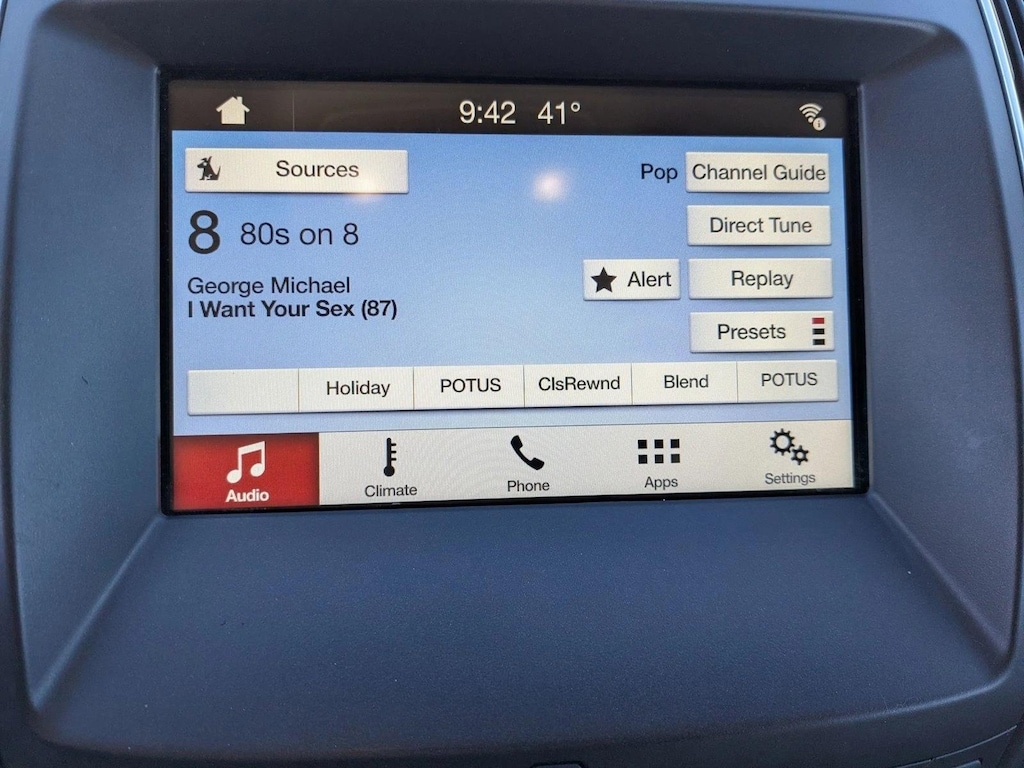 9:42 41°
Sources
Pop Channel Guide
8 80s on 8
Direct Tune
George Michael
Alert Replay
I Want Your Sex (87)
Presets
Holiday POTUS ClsRewnd Blend POTUS
Audio Climate Phone Apps Settings